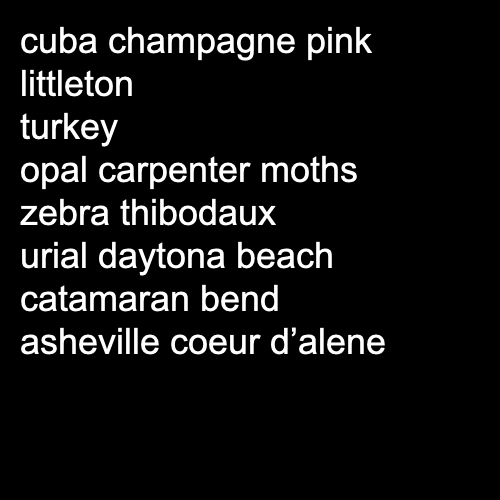 cuba champagne pink
littleton
turkey
opal carpenter moths
zebra thibodaux
urial daytona beach
catamaran bend
asheville coeur d’alene